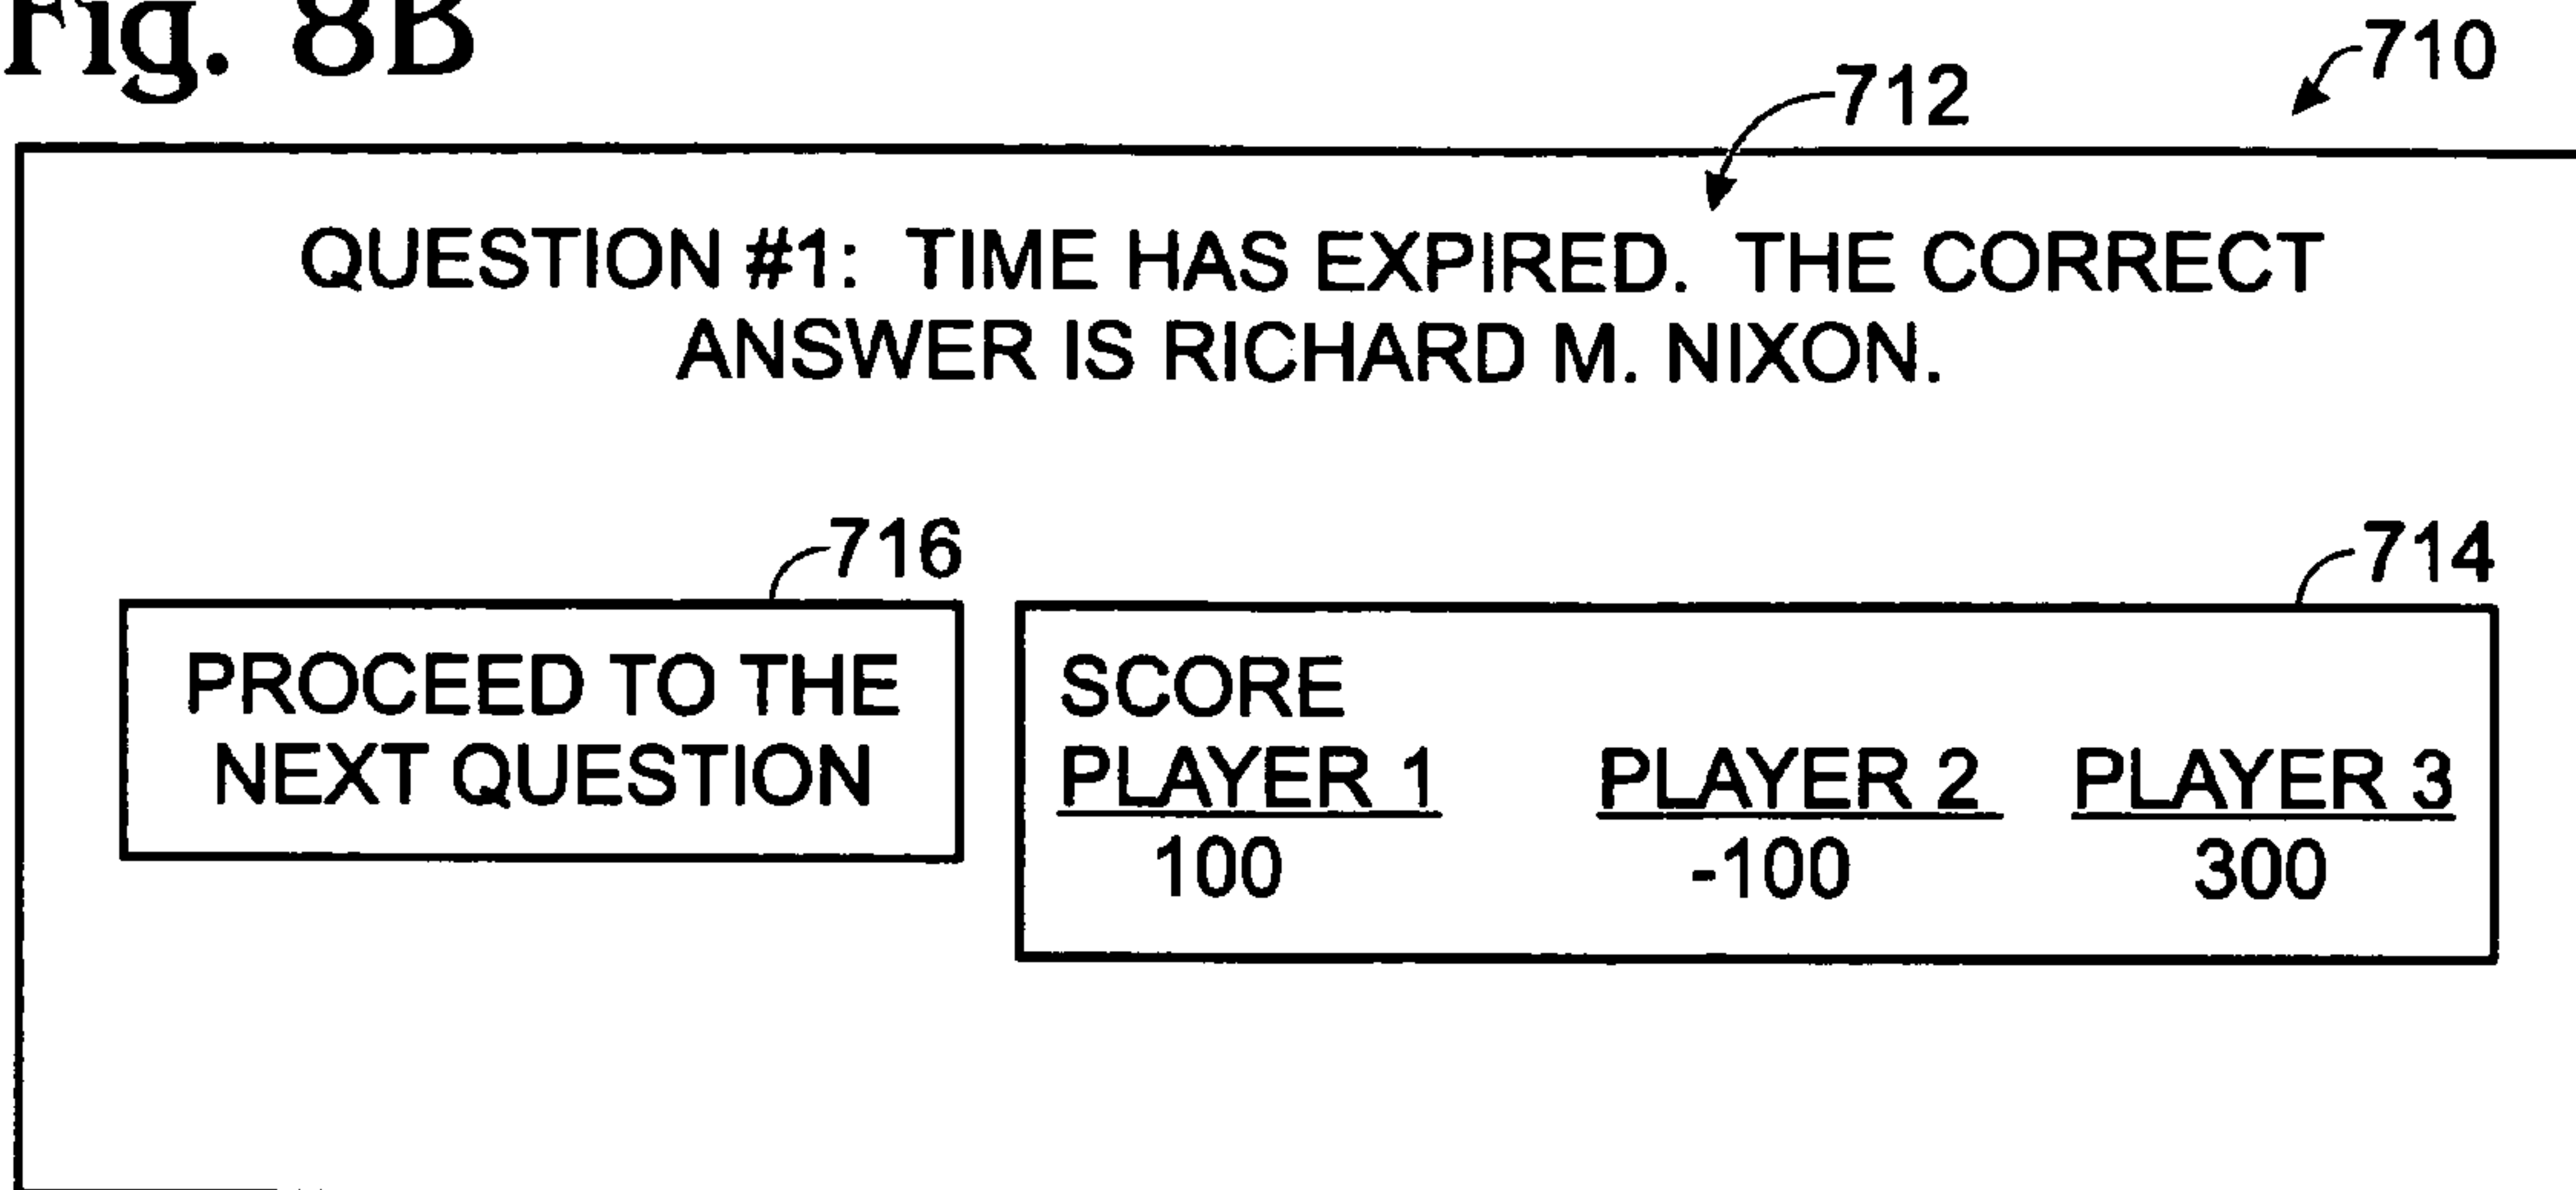 Fig. 8B
710
712
QUESTION #1: TIME HAS EXPIRED. THE CORRECT
ANSWER IS RICHARD M. NIXON.
716
714
PROCEED TO THE
NEXT QUESTION
SCORE
PLAYER 1 PLAYER 2 PLAYER 3
100 -100 300